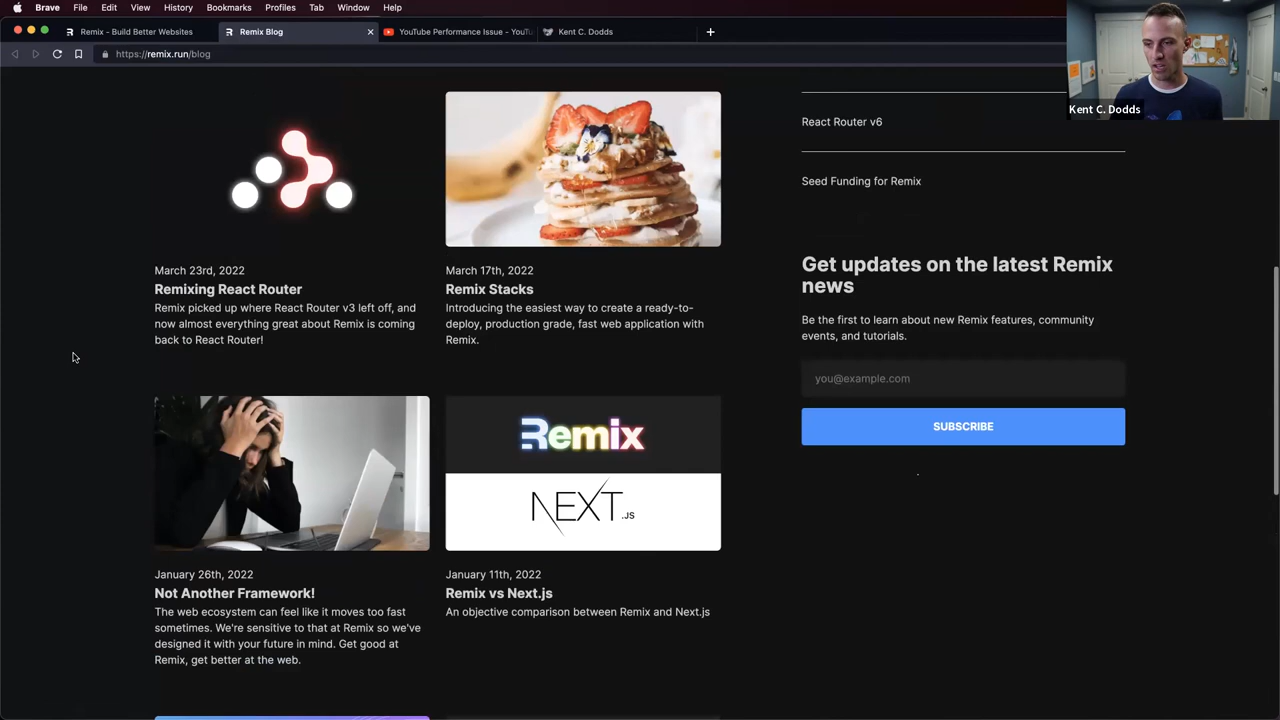 Brave File Edit View History Bookmarks Profiles Tab Window Help
Remix - Build Better Websites
Remix Blog
YouTube Performance Issue - YouTu
Kent C. Dodds
https://remix.run/blog
Kent C. Dodds
March 23rd, 2022
Remixing React Router
Remix picked up where React Router v3 left off, and
now almost everything great about Remix is coming
back to React Router!
March 17th, 2022
Remix Stacks
Introducing the easiest way to create a ready-to-
deploy, production grade, fast web application with
Remix.
January 26th, 2022
Not Another Framework!
The web ecosystem can feel like it moves too fast
sometimes. We're sensitive to that at Remix so we've
designed it with your future in mind. Get good at
Remix, get better at the web.
Remix
NEXT.JS
January 11th, 2022
Remix vs Next.js
An objective comparison between Remix and Next.js
React Router v6
Seed Funding for Remix
Get updates on the latest Remix
news
Be the first to learn about new Remix features, community
events, and tutorials.
you@example.com
SUBSCRIBE